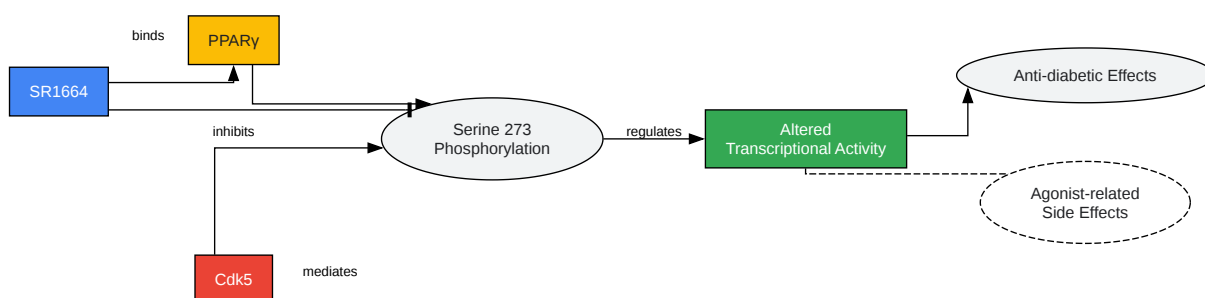 binds
PPARγ
SR1664
inhibits
Serine 273
Phosphorylation
regulates
Altered
Transcriptional Activity
Anti-diabetic Effects
Agonist-related
Side Effects
Cdk5
mediates